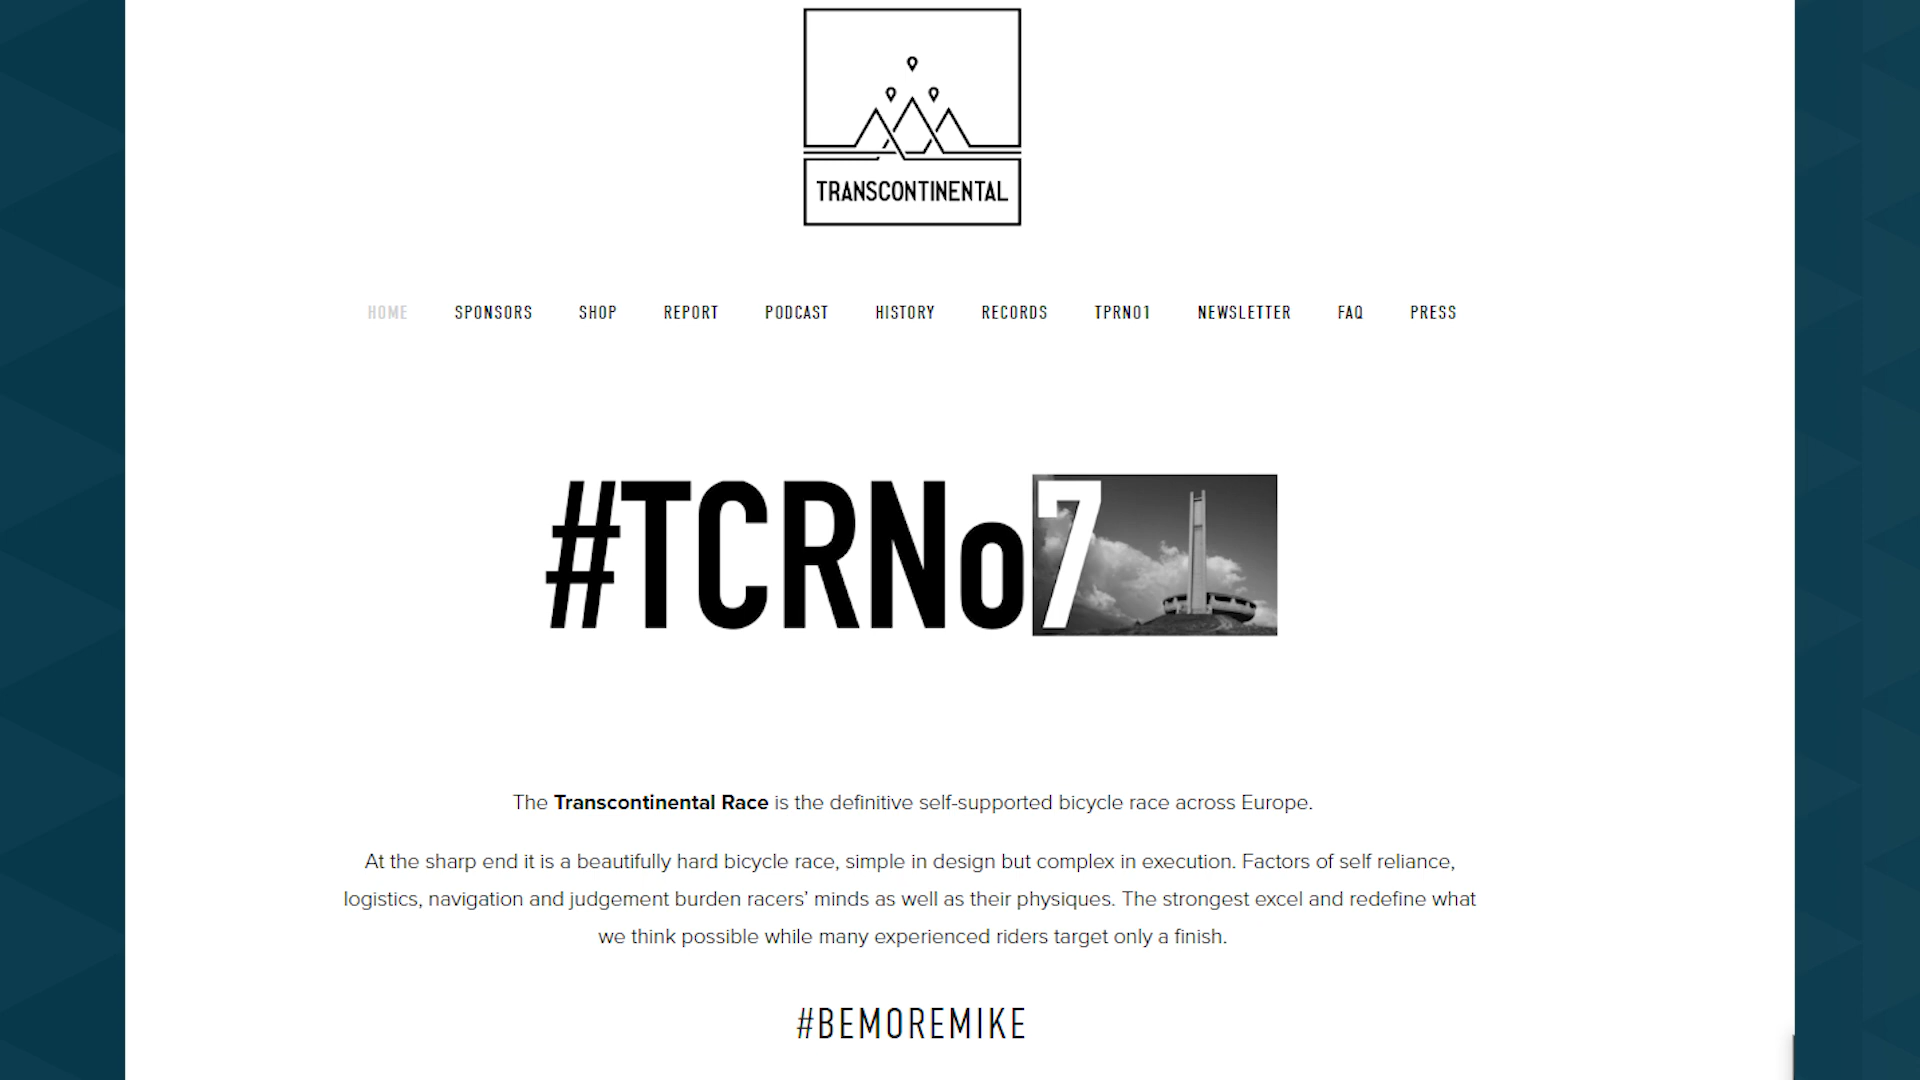 TRANSCONTINENTAL
HOME SPONSORS SHOP REPORT PODCAST HISTORY RECORDS TPRNO1 NEWSLETTER FAQ PRESS
#TCRNo7
The Transcontinental Race is the definitive self-supported bicycle race across Europe.
At the sharp end it is a beautifully hard bicycle race, simple in design but complex in execution. Factors of self reliance,
logistics, navigation and judgement burden racers’ minds as well as their physiques. The strongest excel and redefine what
we think possible while many experienced riders target only a finish.
#BEMOREMIKE